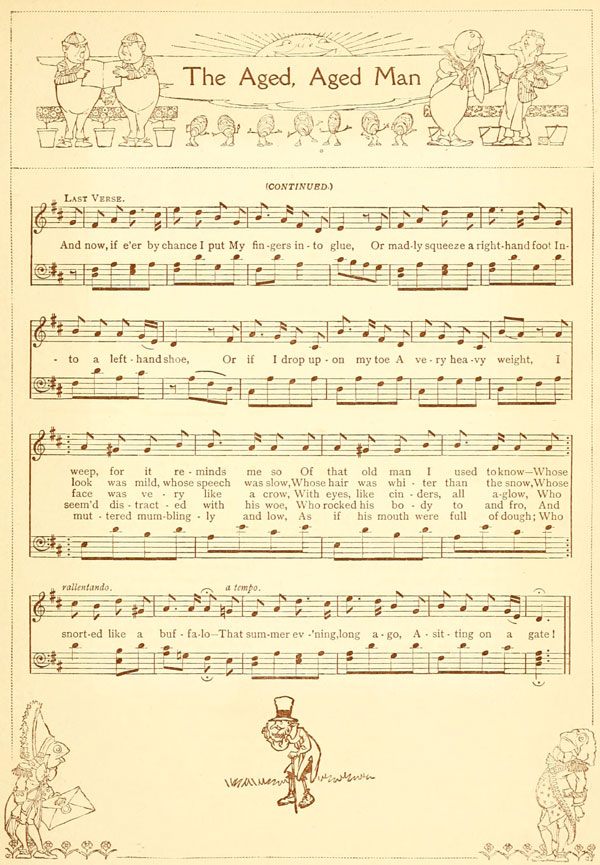 The Aged, Aged Man
(CONTINUED.)
LAST VERSE.
And now, if e'er by chance I put My fin-gers in-to glue, Or mad-ly squeeze a right-hand foot In-
- to a left-hand shoe, Or if I drop up-on my toe A ve-ry hea-vy weight, I
weep, for it re-minds me so Of that old man I used to know—Whose
look was mild, whose speech was slow, Whose hair was whi-ter than the snow, Whose
face was ve-ry like a crow, With eyes, like cin-ders, all a-glow, Who
seem'd dis-tract-ed with his woe, Who rocked his bo-dy to and fro, And
mut-tered mum-bling-ly and low, As if his mouth were full of dough; Who
rallentando. a tempo.
snort-ed like a buf-fa-lo—That sum-mer ev-'ning, long a-go, A-sit-ting on a gate!